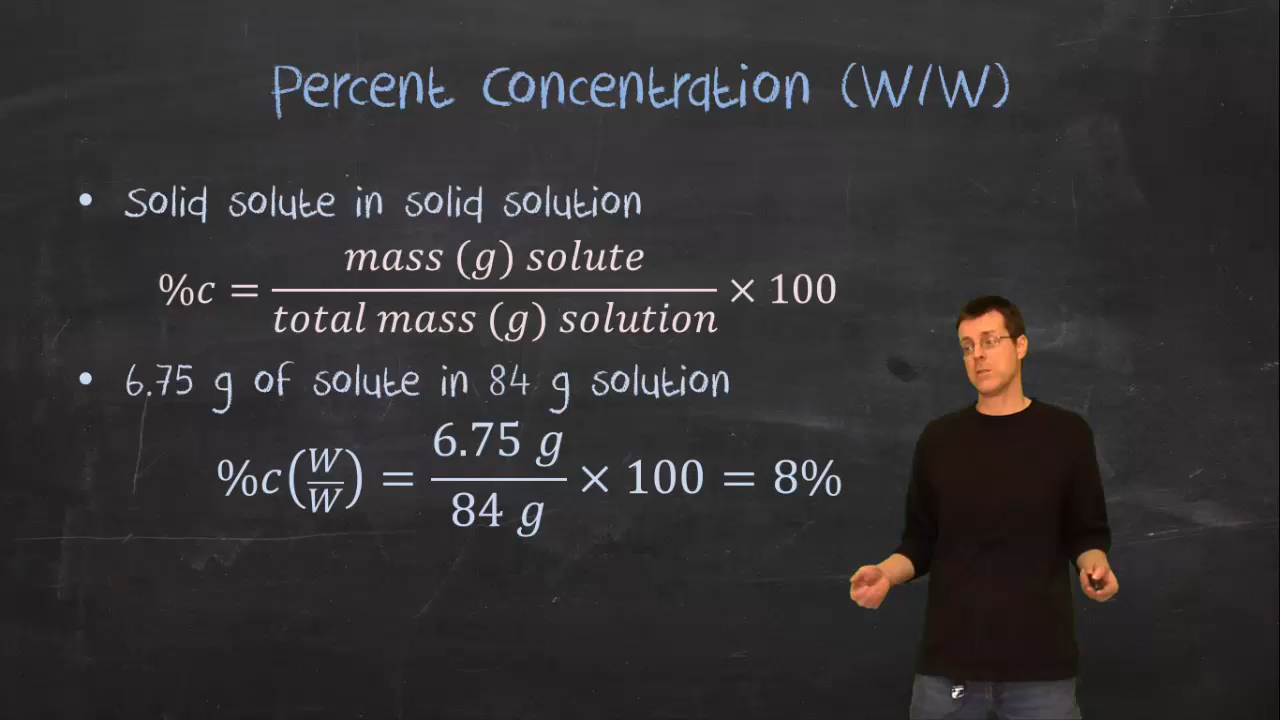 Percent Concentration (W/W)
• Solid solute in solid solution
%c = mass (g) solute / total mass (g) solution × 100
• 6.75 g of solute in 84 g solution
%c(W/W) = 6.75 g / 84 g × 100 = 8%